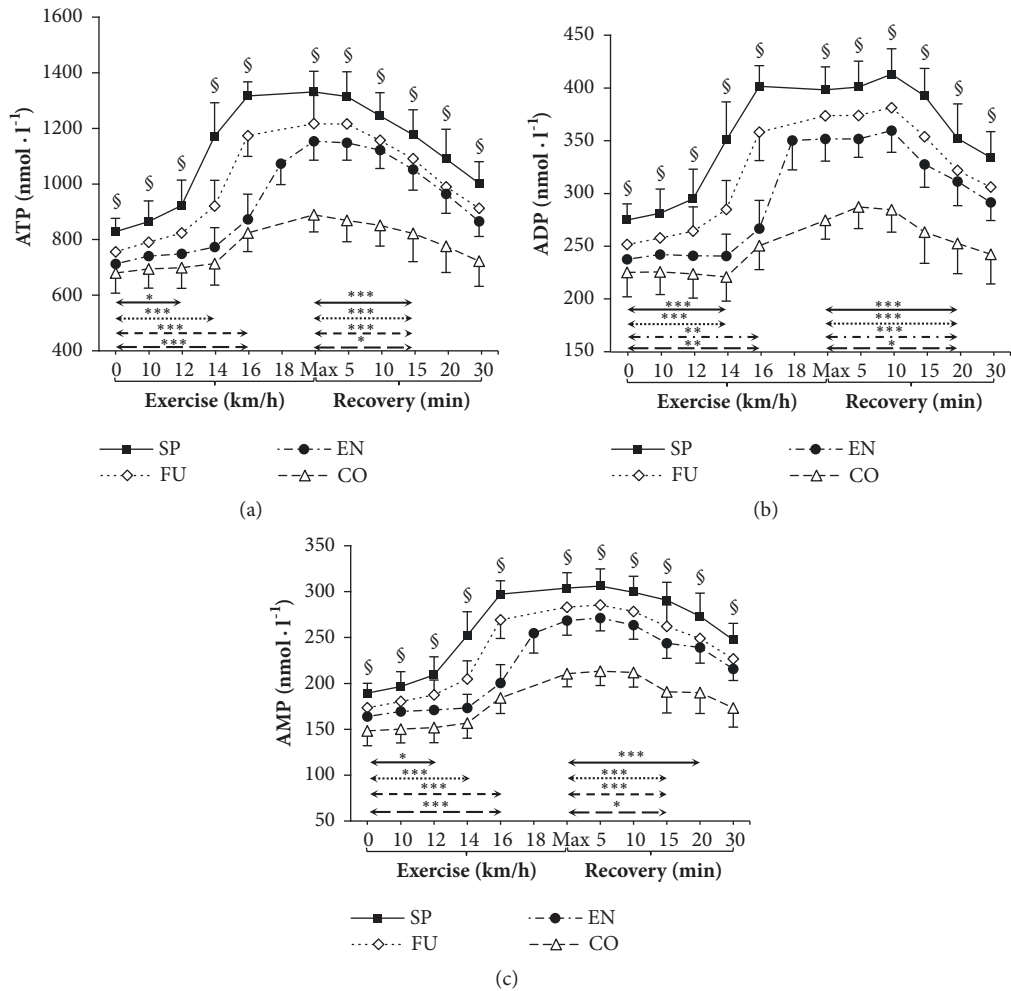 1600
1400
1200
1000
800
600
400
ATP (nmol · l⁻¹)
§ § § § § § § § § § §
*
***
***
***
***
***
***
*
0 10 12 14 16 18 Max 5 10 15 20 30
Exercise (km/h) Recovery (min)
SP EN
FU CO
(a)
450
400
350
300
250
200
150
ADP (nmol · l⁻¹)
§ § § § § § § § § § §
***
***
**
**
***
***
***
*
0 10 12 14 16 18 Max 5 10 15 20 30
Exercise (km/h) Recovery (min)
SP EN
FU CO
(b)
350
300
250
200
150
100
50
AMP (nmol · l⁻¹)
§ § § § § § § § § § §
*
***
***
***
***
***
***
*
0 10 12 14 16 18 Max 5 10 15 20 30
Exercise (km/h) Recovery (min)
SP EN
FU CO
(c)